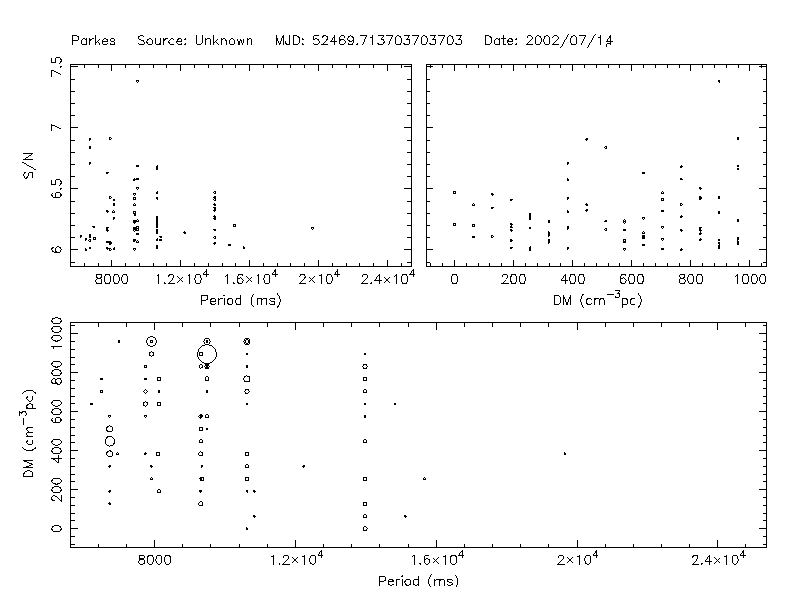 Parkes Source: Unknown MJD: 52469.713703703703 Date: 2002/07/14
7.5
7
6.5
6
S/N
8000 1.2×10⁴ 1.6×10⁴ 2×10⁴ 2.4×10⁴
Period (ms)
0 200 400 600 800 1000
DM (cm⁻³pc)
1000
800
600
400
200
0
DM (cm⁻³pc)
8000 1.2×10⁴ 1.6×10⁴ 2×10⁴ 2.4×10⁴
Period (ms)